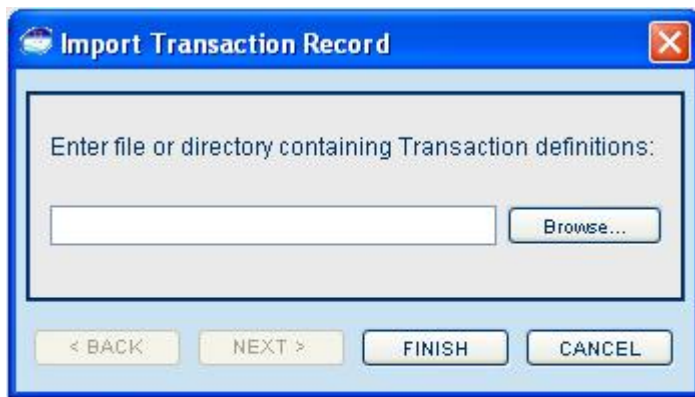 Import Transaction Record
Enter file or directory containing Transaction definitions:
Browse...
< BACK NEXT > FINISH CANCEL